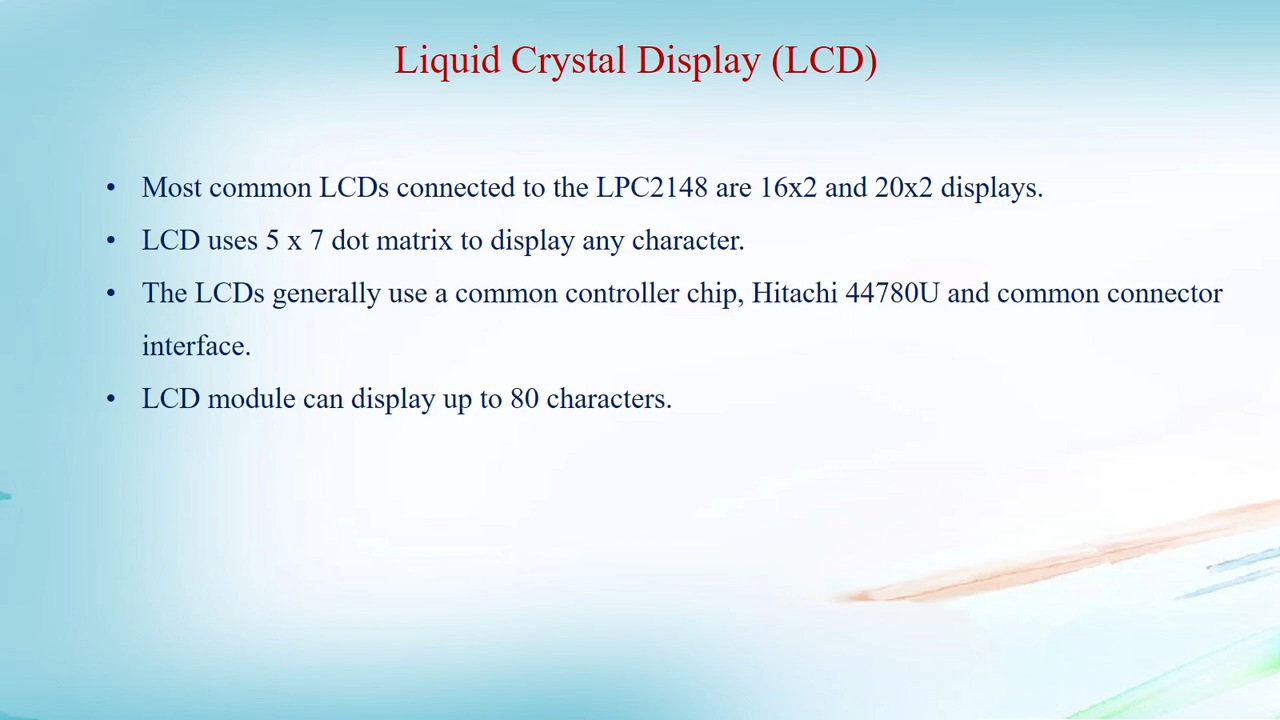 Liquid Crystal Display (LCD)
• Most common LCDs connected to the LPC2148 are 16x2 and 20x2 displays.
• LCD uses 5 x 7 dot matrix to display any character.
• The LCDs generally use a common controller chip, Hitachi 44780U and common connector
interface.
• LCD module can display up to 80 characters.